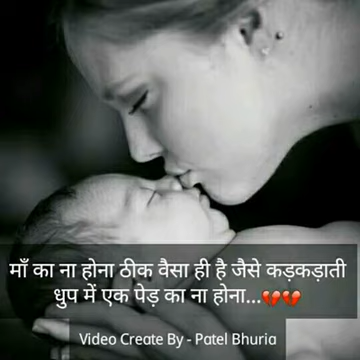 माँ का ना होना ठीक वैसा ही है जैसे कड़कड़ाती
धुप में एक पेड़ का ना होना...💔💔
Video Create By - Patel Bhuria